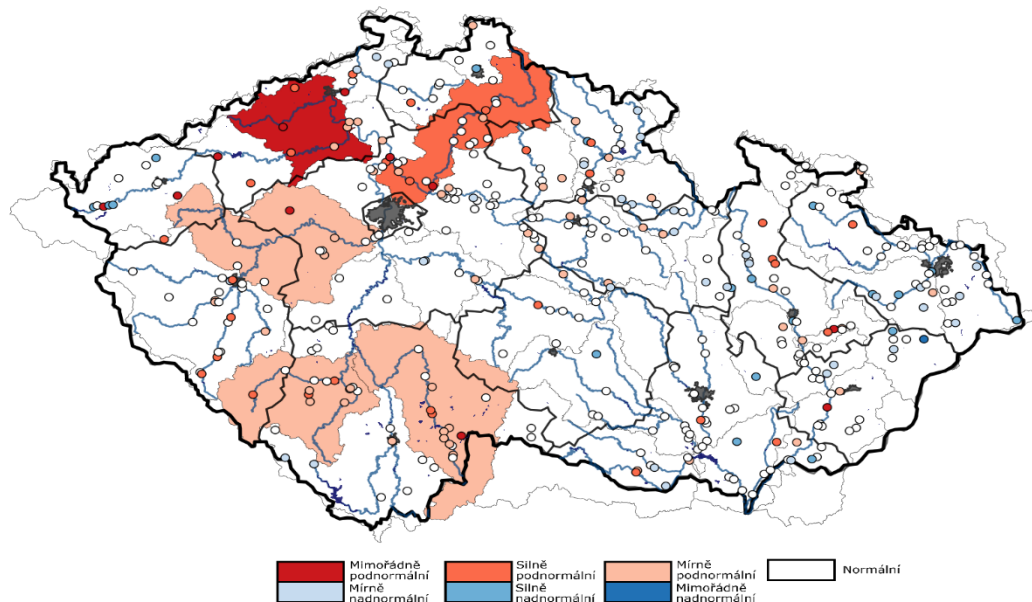 Mimořádně
podnormální
Silně
podnormální
Mírně
podnormální
Normální
Mírně
nadnormální
Silně
nadnormální
Mimořádně
nadnormální